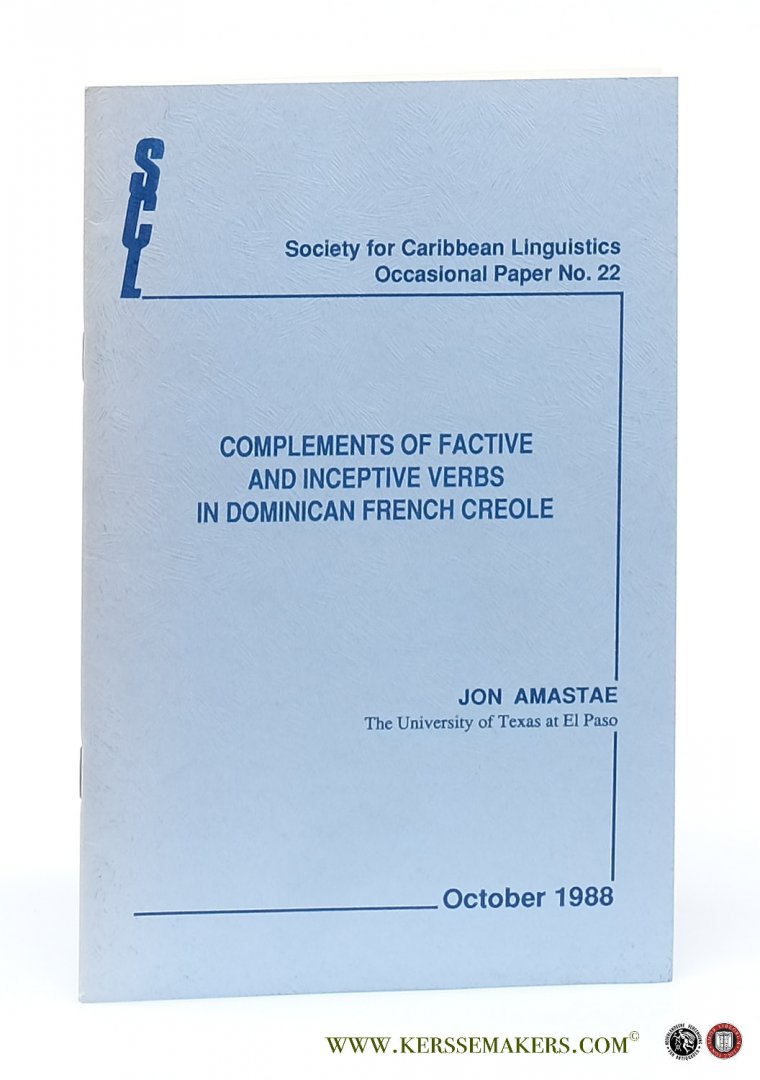 SCL
Society for Caribbean Linguistics
Occasional Paper No. 22
COMPLEMENTS OF FACTIVE
AND INCEPTIVE VERBS
IN DOMINICAN FRENCH CREOLE
JON AMASTAE
The University of Texas at El Paso
October 1988
WWW.KERSSEMAKERS.COM©